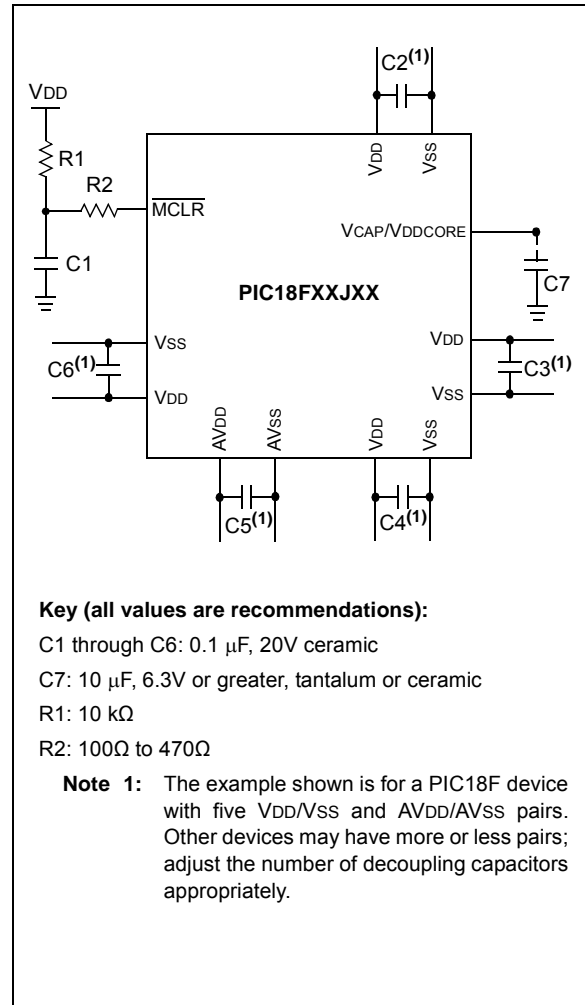 C2(1)
VDD
R1
R2
MCLR
C1
VDD
VSS
VCAP/VDDCORE
C7
PIC18FXXJXX
VSS
C6(1)
VDD
VDD
C3(1)
VSS
AVDD
AVSS
VDD
VSS
C5(1)
C4(1)
Key (all values are recommendations):
C1 through C6: 0.1 μF, 20V ceramic
C7: 10 μF, 6.3V or greater, tantalum or ceramic
R1: 10 kΩ
R2: 100Ω to 470Ω
Note 1: The example shown is for a PIC18F device
with five VDD/VSS and AVDD/AVSS pairs.
Other devices may have more or less pairs;
adjust the number of decoupling capacitors
appropriately.